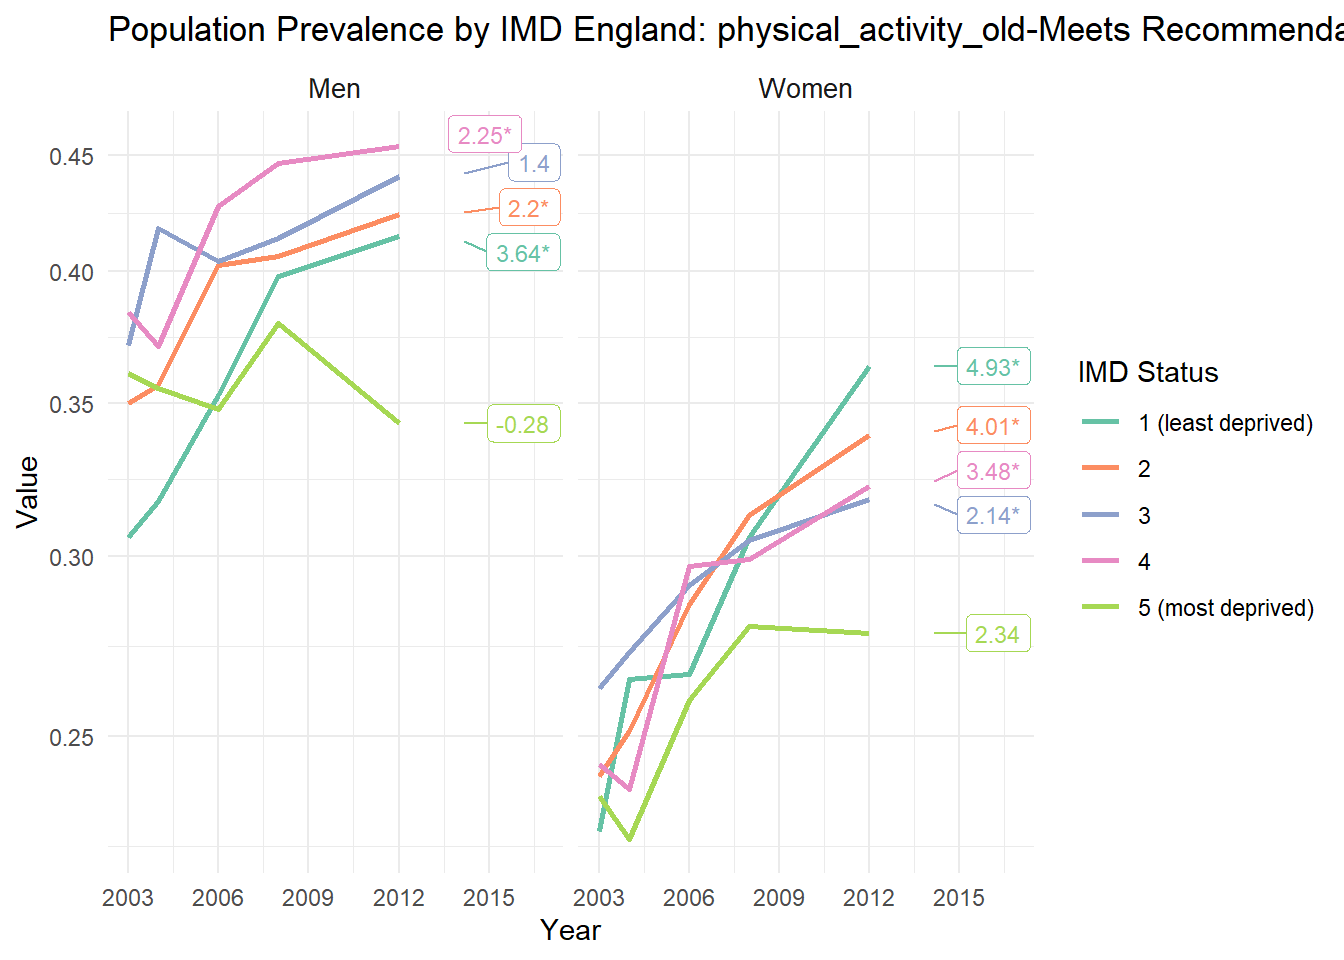 Population Prevalence by IMD England: physical_activity_old-Meets Recommenda
Men
Women
Value
0.45
0.40
0.35
0.30
0.25
2.25*
1.4
2.2*
3.64*
-0.28
4.93*
4.01*
3.48*
2.14*
2.34
2003 2006 2009 2012 2015
2003 2006 2009 2012 2015
Year
IMD Status
1 (least deprived)
2
3
4
5 (most deprived)